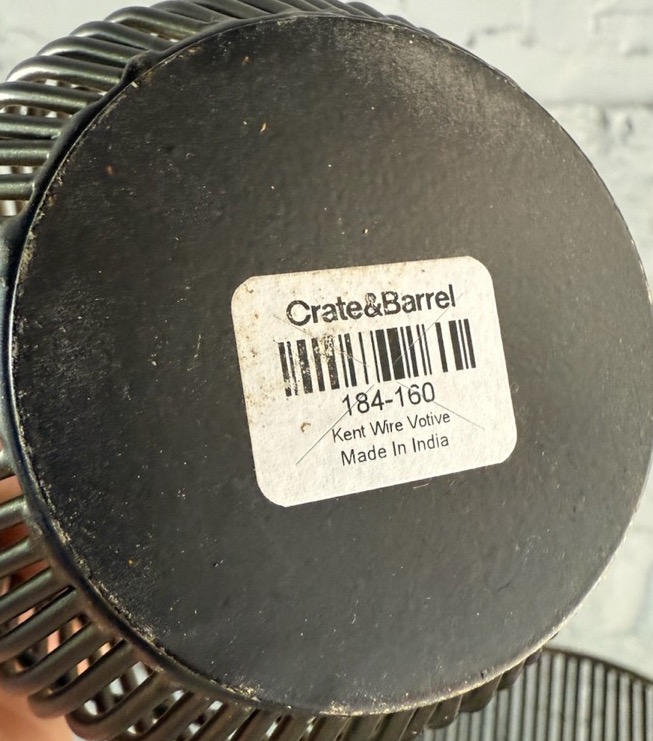 Crate&Barrel
184-160
Kent Wire Votive
Made In India